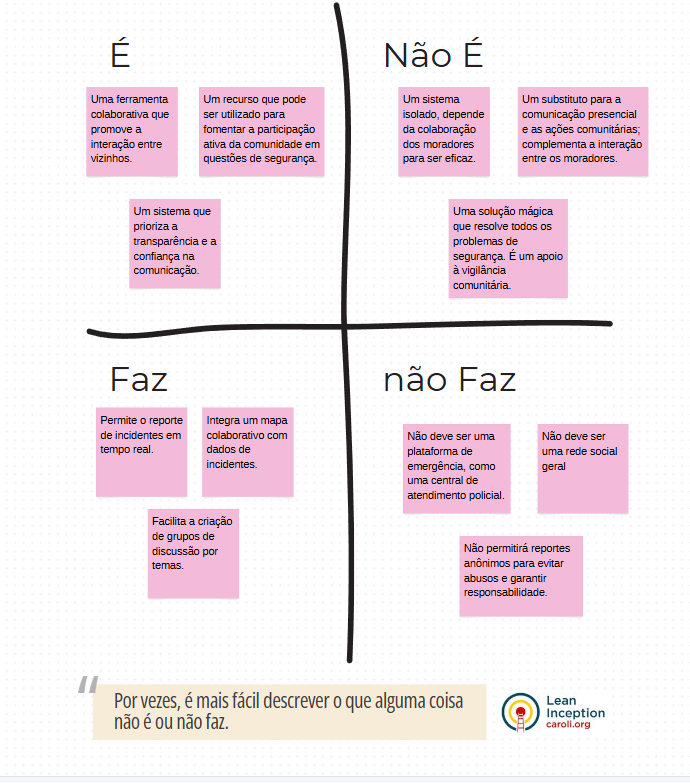 É
Uma ferramenta
colaborativa que
promove a
interação entre
vizinhos.
Um recurso que pode
ser utilizado para
fomentar a participação
ativa da comunidade em
questões de segurança.
Um sistema que
prioriza a
transparência e a
confiança na
comunicação.
Não É
Um sistema
isolado, depende
da colaboração
dos moradores
para ser eficaz.
Um substituto para a
comunicação presencial
e as ações comunitárias;
complementa a interação
entre os moradores.
Uma solução mágica
que resolve todos os
problemas de
segurança. É um apoio
à vigilância
comunitária.
Faz
Permite o reporte
de incidentes em
tempo real.
Integra um mapa
colaborativo com
dados de
incidentes.
Facilita a criação
de grupos de
discussão por
temas.
não Faz
Não deve ser uma
plataforma de
emergência, como
uma central de
atendimento policial.
Não deve ser
uma rede social
geral
Não permitirá reportes
anônimos para evitar
abusos e garantir
responsabilidade.
“
Por vezes, é mais fácil descrever o que alguma coisa
não é ou não faz.
Lean
Inception
caroli.org